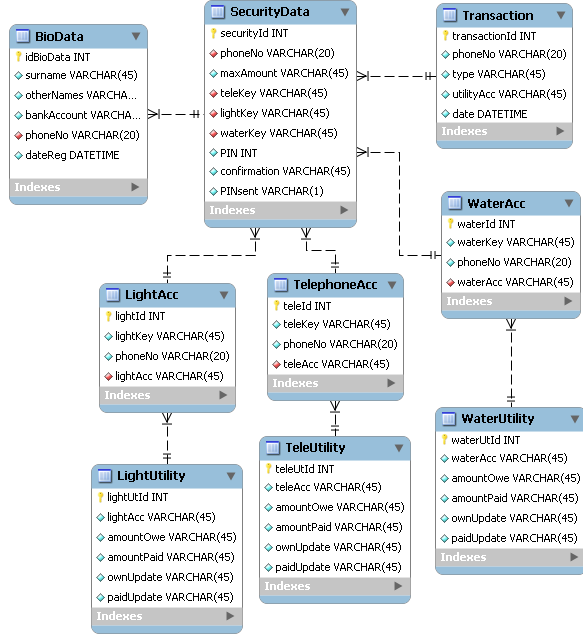 BioData
idBioData INT
surname VARCHAR(45)
otherNames VARCHA...
bankAccount VARCHA...
phoneNo VARCHAR(20)
dateReg DATETIME
Indexes
SecurityData
securityId INT
phoneNo VARCHAR(20)
maxAmount VARCHAR(45)
teleKey VARCHAR(45)
lightKey VARCHAR(45)
waterKey VARCHAR(45)
PIN INT
confirmation VARCHAR(45)
PINsent VARCHAR(1)
Indexes
Transaction
transactionId INT
phoneNo VARCHAR(20)
type VARCHAR(45)
utilityAcc VARCHAR(45)
date DATETIME
Indexes
WaterAcc
waterId INT
waterKey VARCHAR(45)
phoneNo VARCHAR(20)
waterAcc VARCHAR(45)
Indexes
LightAcc
lightId INT
lightKey VARCHAR(45)
phoneNo VARCHAR(20)
lightAcc VARCHAR(45)
Indexes
TelephoneAcc
teleId INT
teleKey VARCHAR(45)
phoneNo VARCHAR(20)
teleAcc VARCHAR(45)
Indexes
LightUtility
lightUtId INT
lightAcc VARCHAR(45)
amountOwe VARCHAR(45)
amountPaid VARCHAR(45)
ownUpdate VARCHAR(45)
paidUpdate VARCHAR(45)
Indexes
TeleUtility
teleUtId INT
teleAcc VARCHAR(45)
amountOwe VARCHAR(45)
amountPaid VARCHAR(45)
ownUpdate VARCHAR(45)
paidUpdate VARCHAR(45)
Indexes
WaterUtility
waterUtId INT
waterAcc VARCHAR(45)
amountOwe VARCHAR(45)
amountPaid VARCHAR(45)
ownUpdate VARCHAR(45)
paidUpdate VARCHAR(45)
Indexes